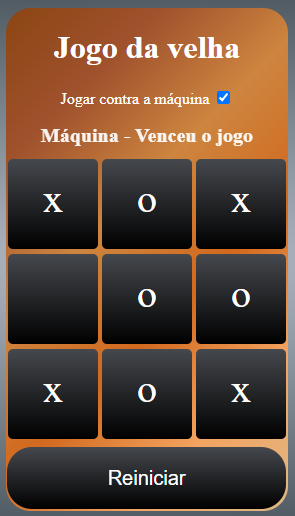 Jogo da velha
Jogar contra a máquina
Máquina - Venceu o jogo
X O X
O O
X O X
Reiniciar